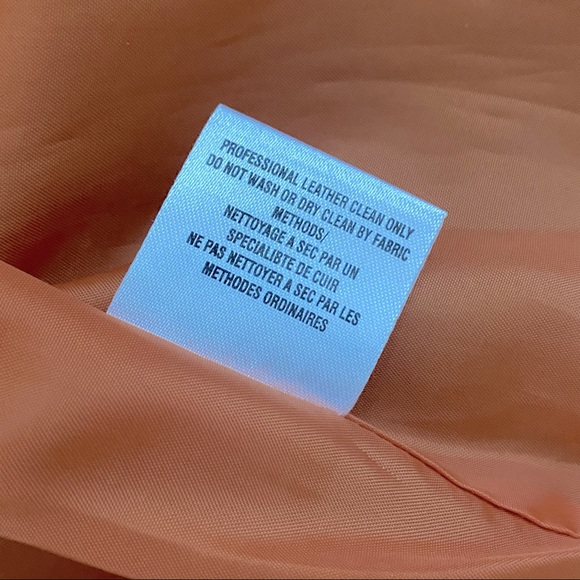 PROFESSIONAL LEATHER CLEAN ONLY
DO NOT WASH OR DRY CLEAN BY FABRIC
METHODS/
NETTOYAGE A SEC PAR UN
SPECIALIBTE DE CUIR
NE PAS NETTOYER A SEC PAR LES
METHODES ORDINAIRES